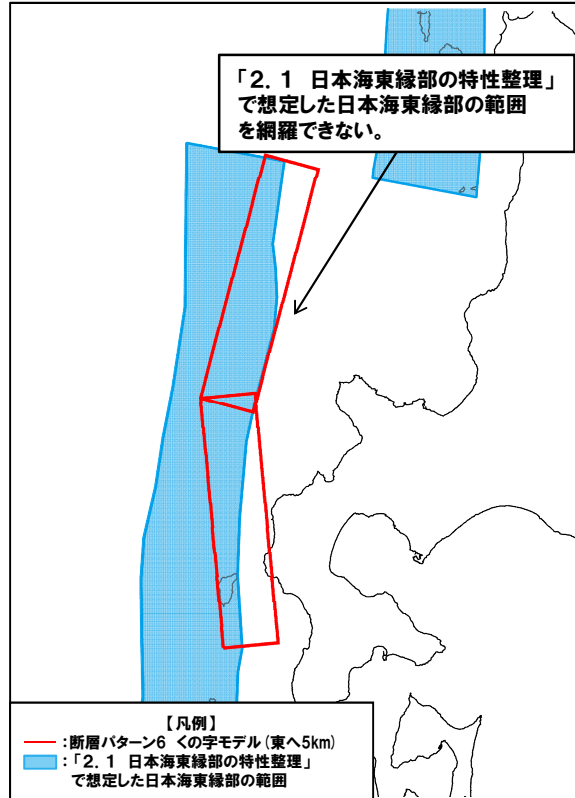 「２．１ 日本海東縁部の特性整理」
で想定した日本海東縁部の範囲
を網羅できない。
【凡例】
：断層パターン6 くの字モデル（東へ5km）
：「２．１ 日本海東縁部の特性整理」
で想定した日本海東縁部の範囲